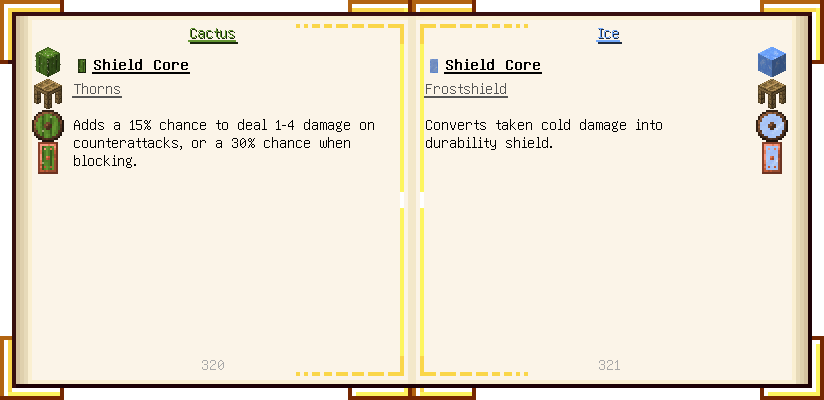 Cactus
Shield Core
Thorns
Adds a 15% chance to deal 1-4 damage on
counterattacks, or a 30% chance when
blocking.
320
Ice
Shield Core
Frostshield
Converts taken cold damage into
durability shield.
321